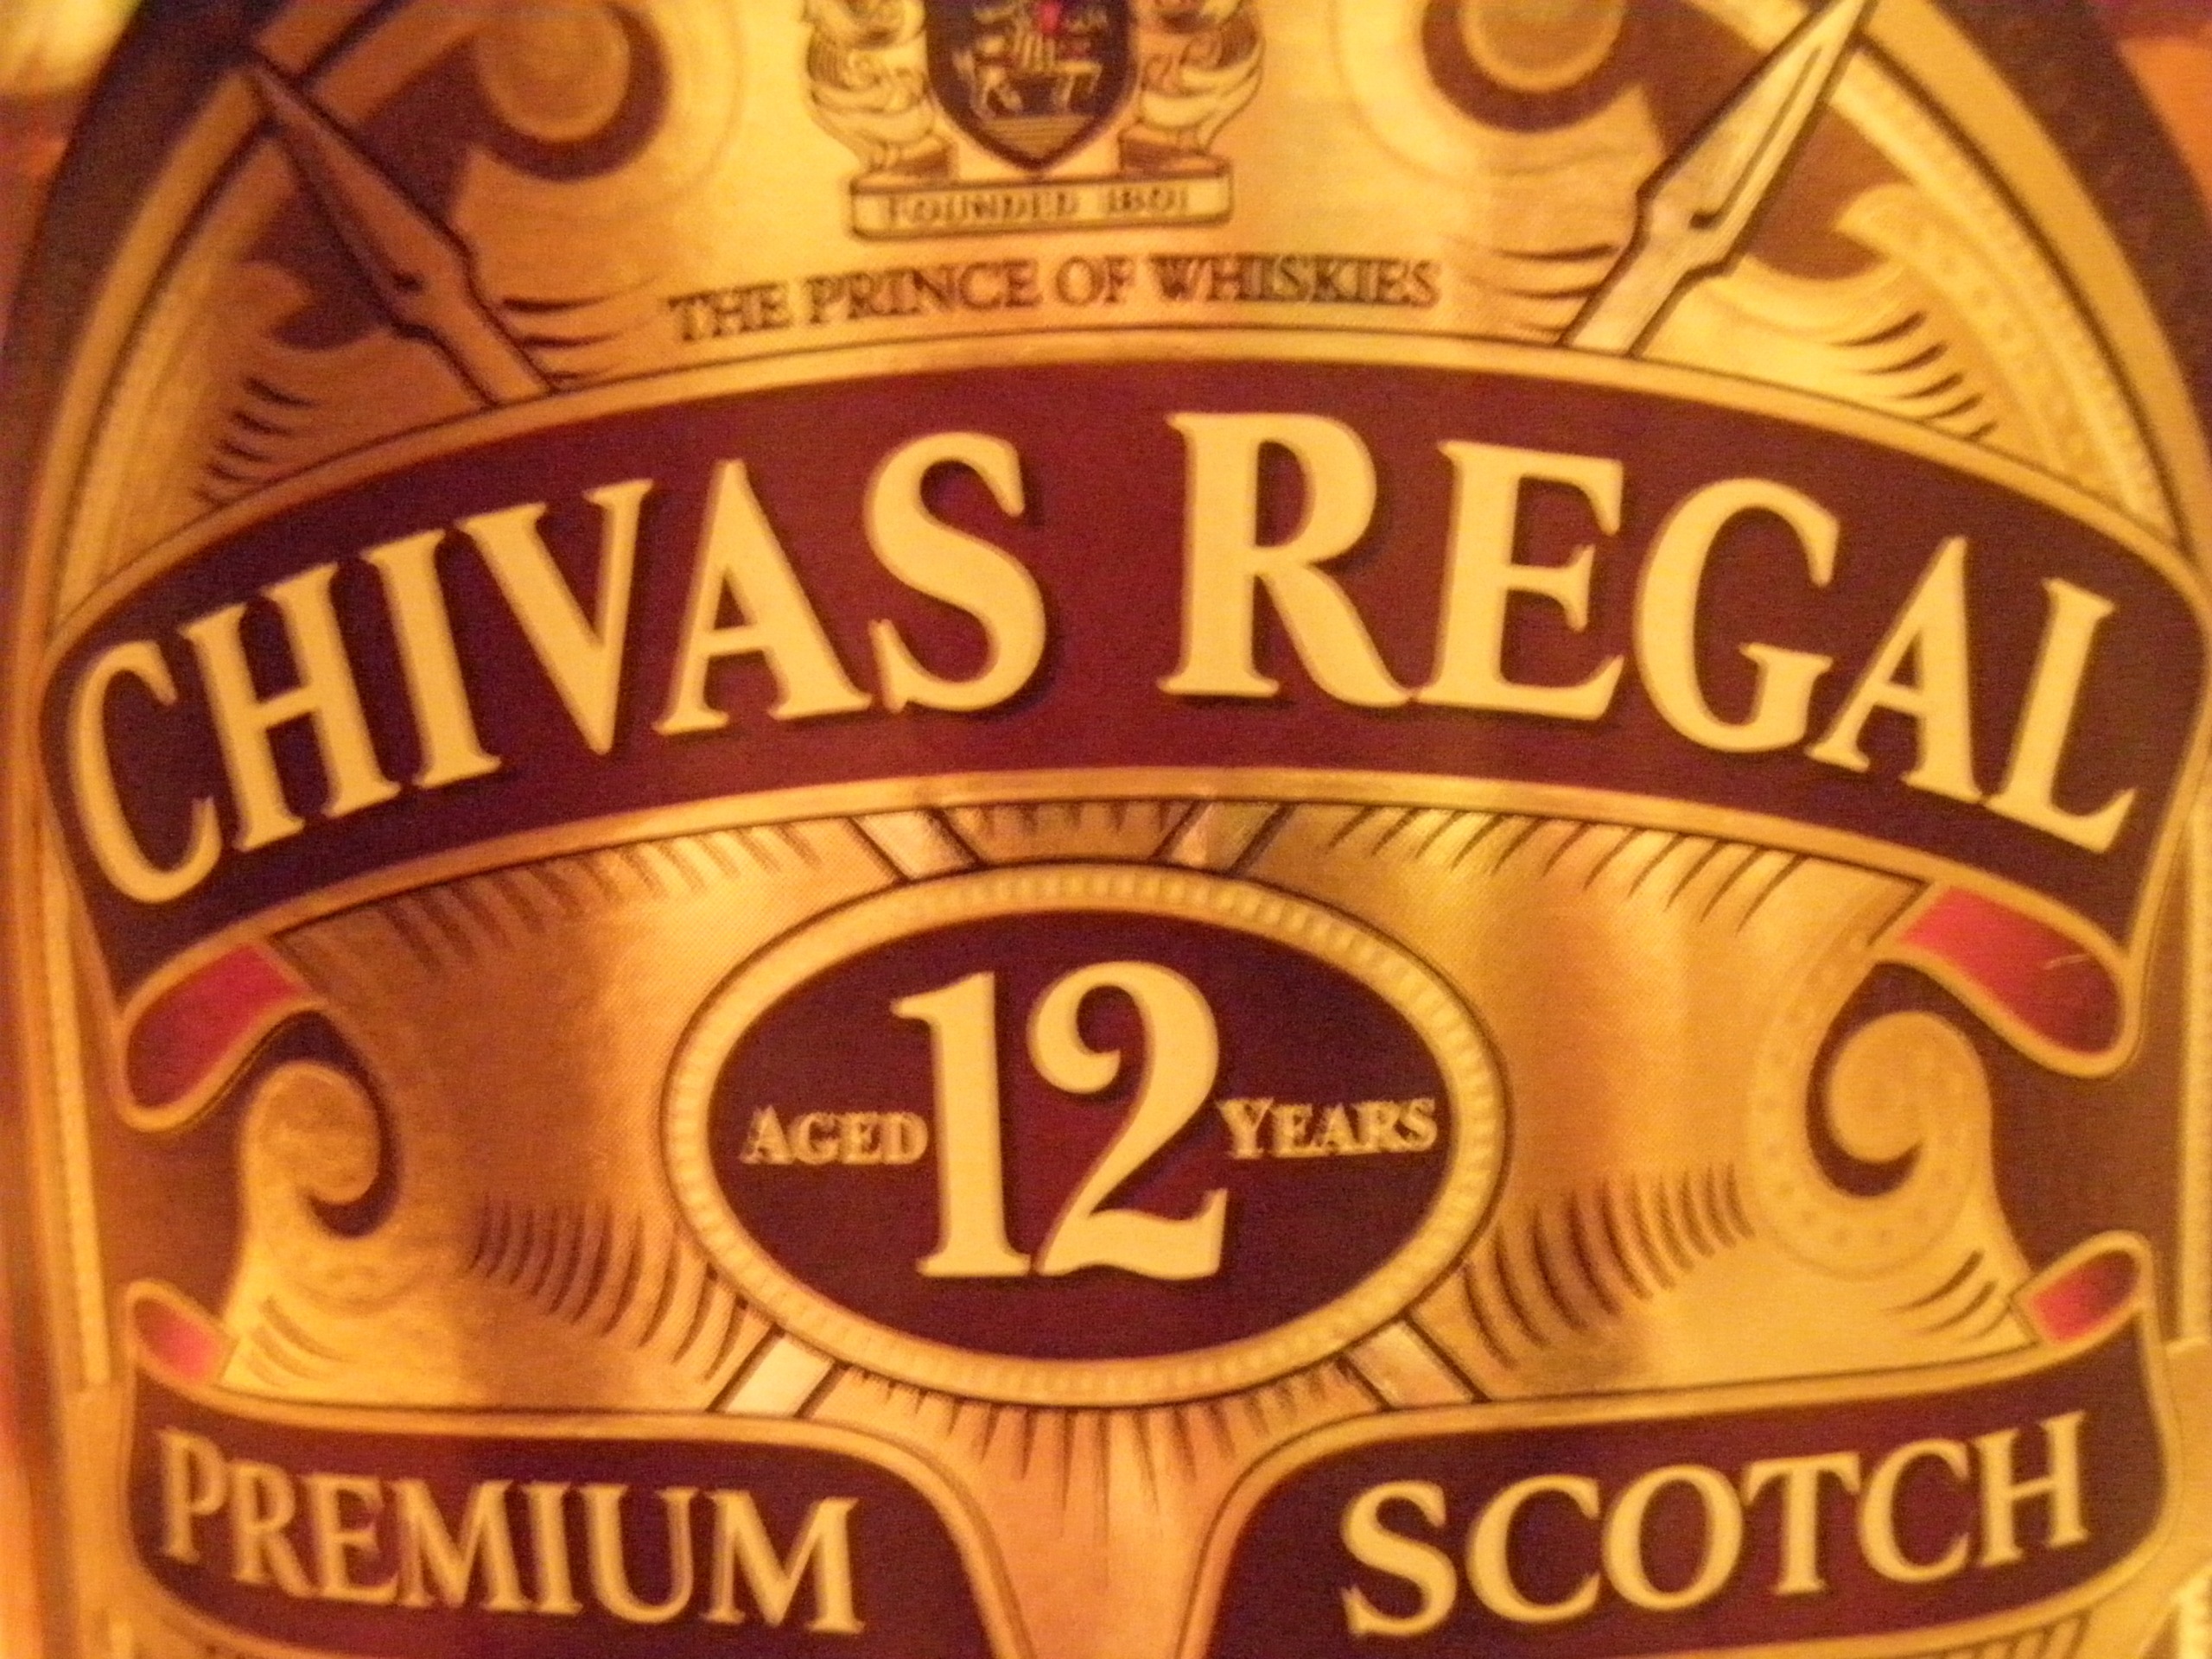 FOUNDED 1801
THE PRINCE OF WHISKIES
CHIVAS REGAL
AGED 12 YEARS
PREMIUM SCOTCH